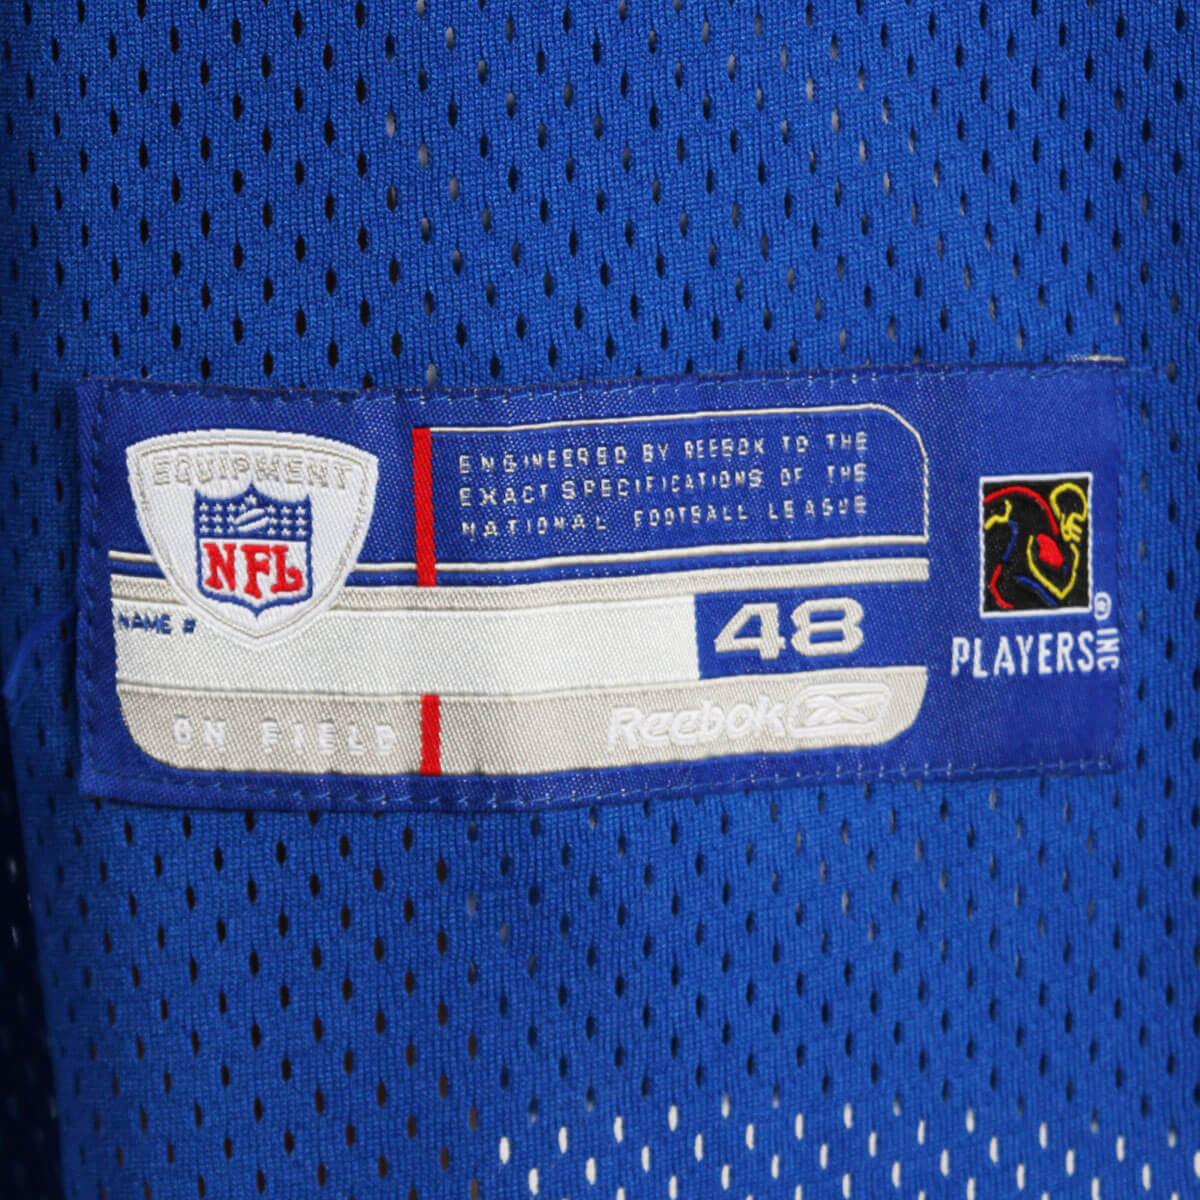 EQUIPMENT
NFL
ENGINEERED BY REEBOK TO THE
EXACT SPECIFICATIONS OF THE
NATIONAL FOOTBALL LEAGUE
NAME #
48
ON FIELD
Reebok
PLAYERS INC
®